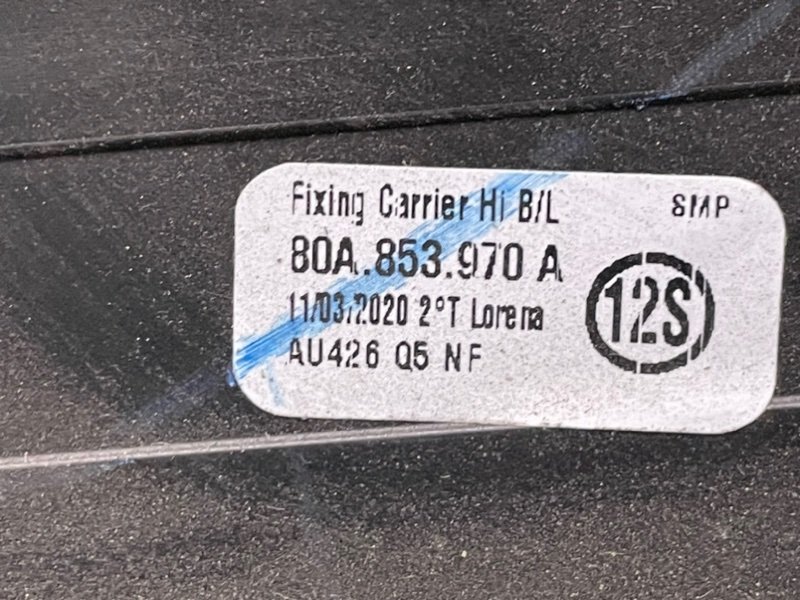 Fixing Carrier Hi B/L
SMP
80A.853.970 A
11/03/2020 2°T Lorena
12S
AU426 Q5 NF